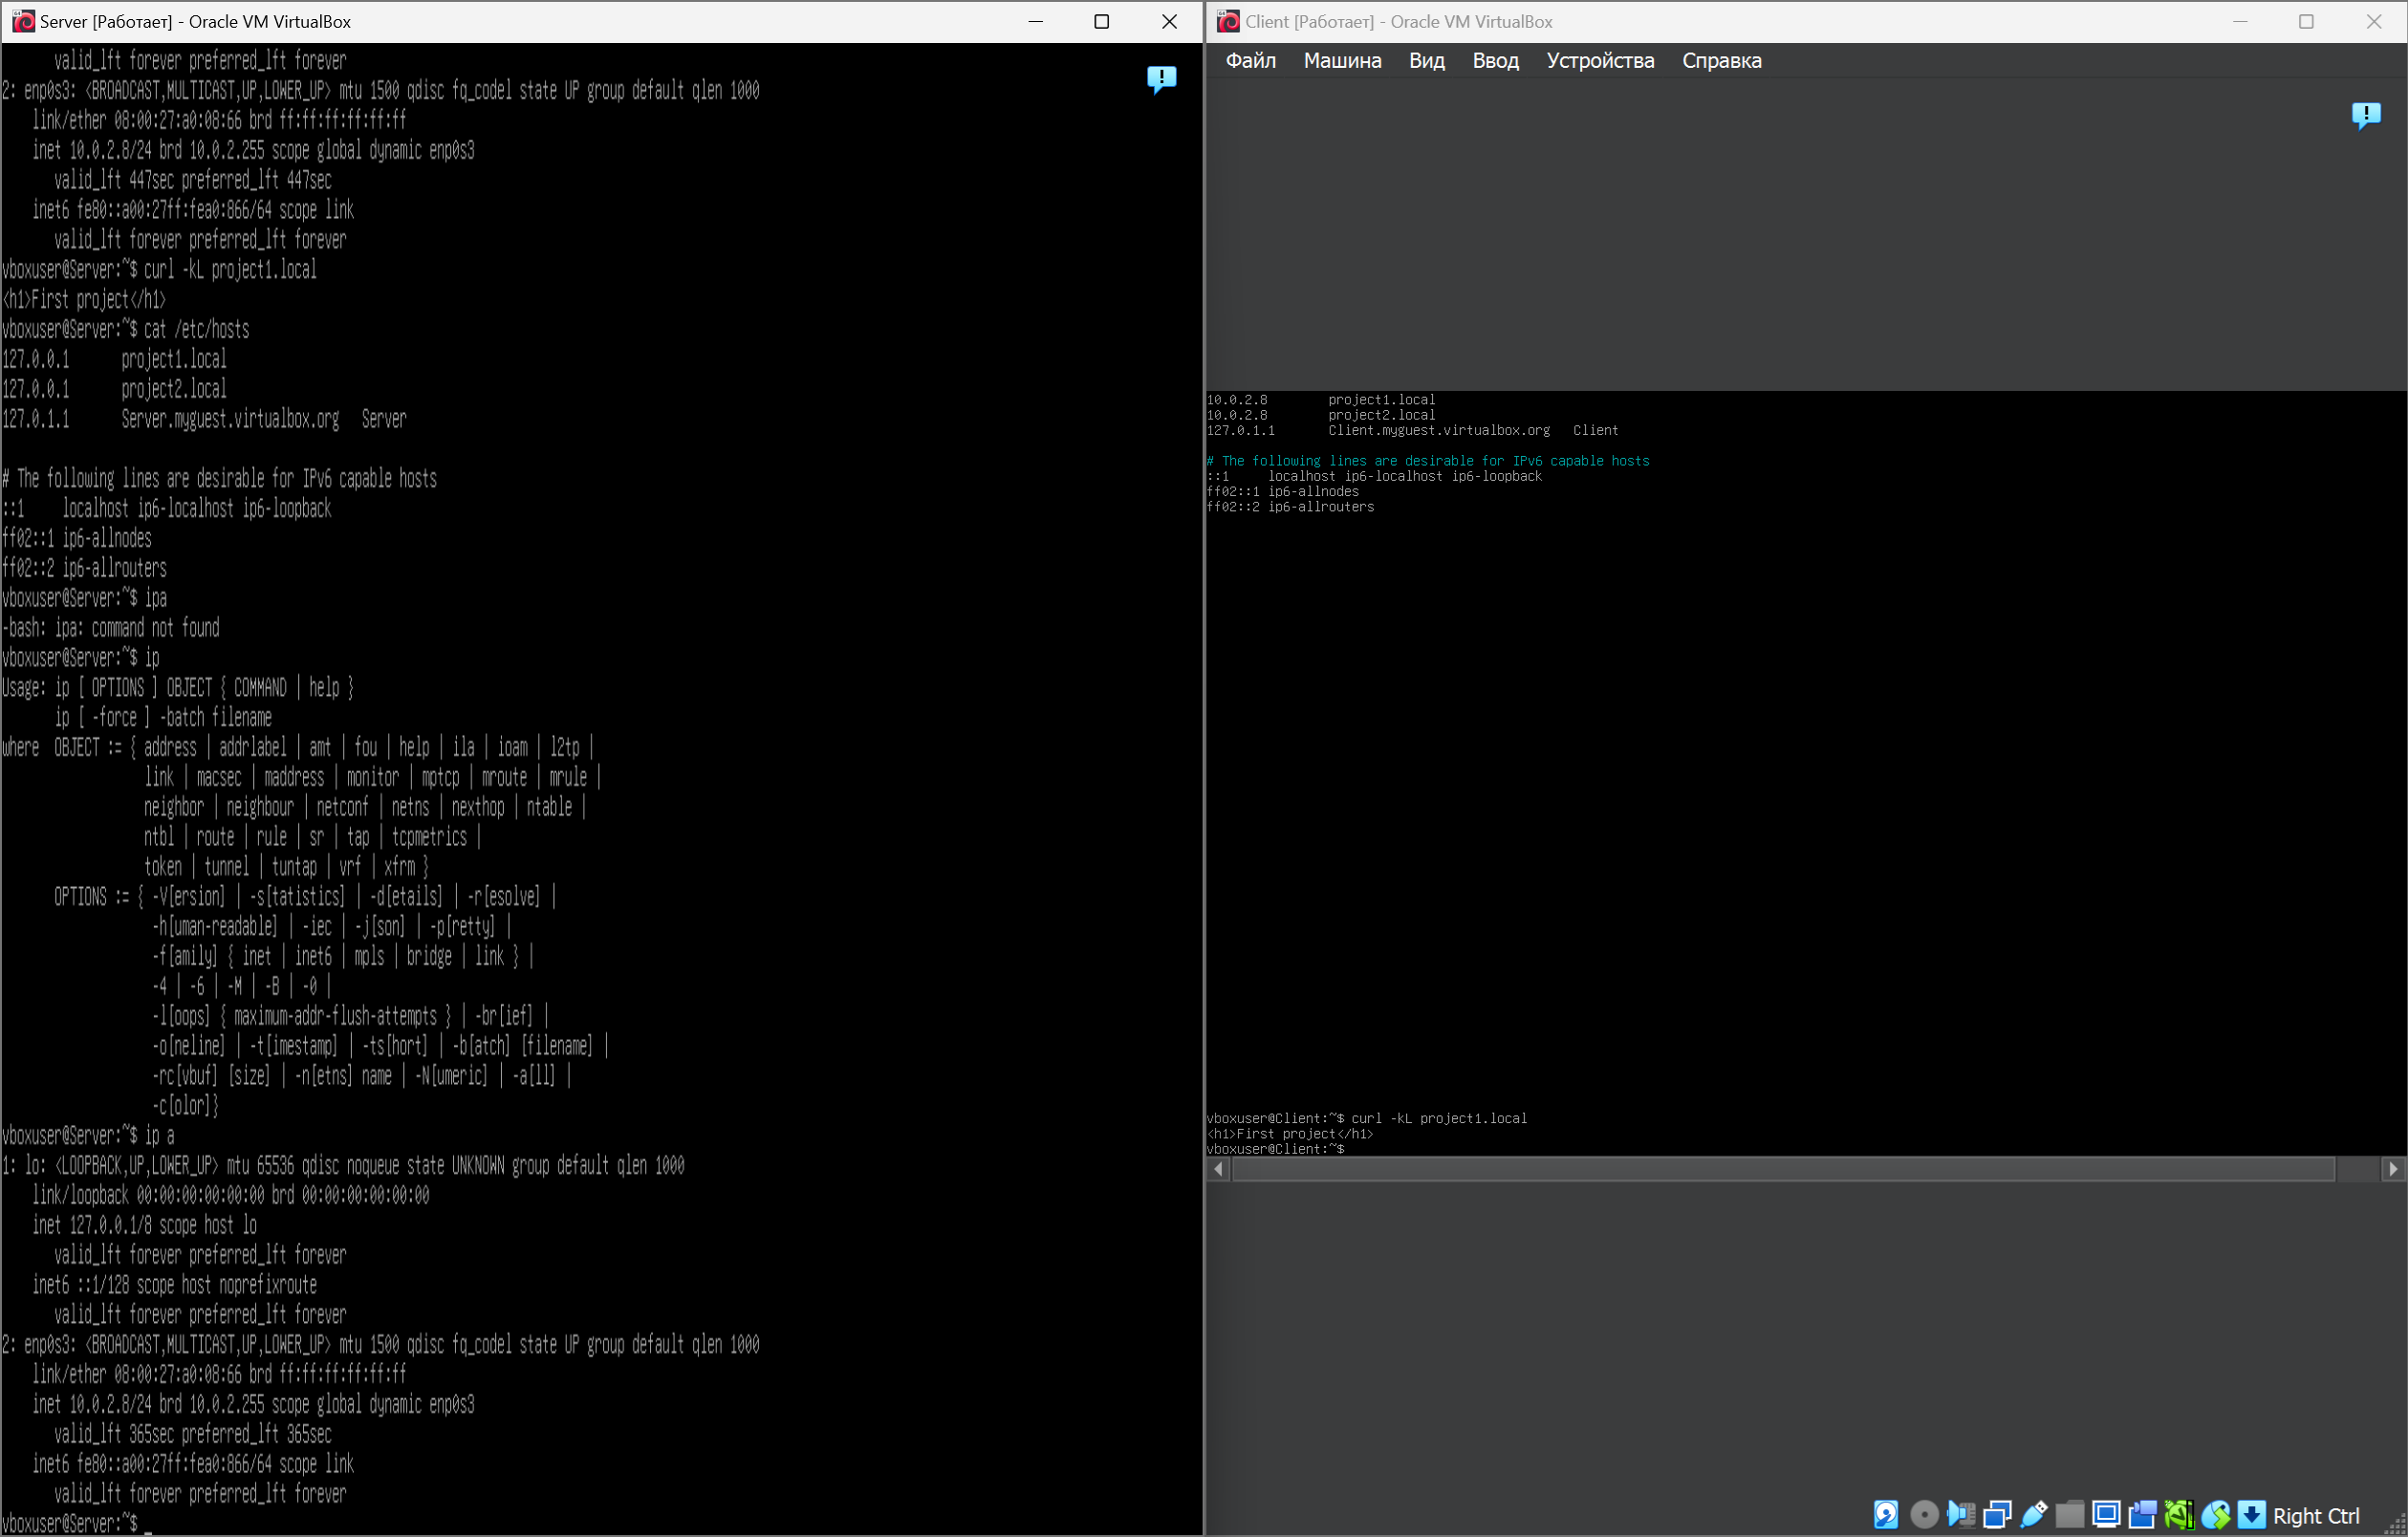 Server [Работает] - Oracle VM VirtualBox
valid_lft forever preferred_lft forever
2: enp0s3: <BROADCAST,MULTICAST,UP,LOWER_UP> mtu 1500 qdisc fq_codel state UP group default qlen 1000
link/ether 08:00:27:a0:08:66 brd ff:ff:ff:ff:ff:ff
inet 10.0.2.8/24 brd 10.0.2.255 scope global dynamic enp0s3
valid_lft 447sec preferred_lft 447sec
inet6 fe80::a00:27ff:fea0:866/64 scope link
valid_lft forever preferred_lft forever
vboxuser@Server:~$ curl -kL project1.local
<h1>First project</h1>
vboxuser@Server:~$ cat /etc/hosts
127.0.0.1 project1.local
127.0.0.1 project2.local
127.0.1.1 Server.myguest.virtualbox.org Server
# The following lines are desirable for IPv6 capable hosts
::1 localhost ip6-localhost ip6-loopback
ff02::1 ip6-allnodes
ff02::2 ip6-allrouters
vboxuser@Server:~$ ipa
-bash: ipa: command not found
vboxuser@Server:~$ ip
Usage: ip [ OPTIONS ] OBJECT { COMMAND | help }
ip [ -force ] -batch filename
where OBJECT := { address | addrlabel | amt | fou | help | ila | ioam | l2tp |
link | macsec | maddress | monitor | mptcp | mroute | mrule |
neighbor | neighbour | netconf | netns | nexthop | ntable |
ntbl | route | rule | sr | tap | tcpmetrics |
token | tunnel | tuntap | vrf | xfrm }
OPTIONS := { -V[ersion] | -s[tatistics] | -d[etails] | -r[esolve] |
-h[uman-readable] | -iec | -j[son] | -p[retty] |
-f[amily] { inet | inet6 | mpls | bridge | link } |
-4 | -6 | -M | -B | -0 |
-l[oops] { maximum-addr-flush-attempts } | -br[ief] |
-o[neline] | -t[imestamp] | -ts[hort] | -b[atch] [filename] |
-rc[vbuf] [size] | -n[etns] name | -N[umeric] | -a[ll] |
-c[olor]}
vboxuser@Server:~$ ip a
1: lo: <LOOPBACK,UP,LOWER_UP> mtu 65536 qdisc noqueue state UNKNOWN group default qlen 1000
link/loopback 00:00:00:00:00:00 brd 00:00:00:00:00:00
inet 127.0.0.1/8 scope host lo
valid_lft forever preferred_lft forever
inet6 ::1/128 scope host noprefixroute
valid_lft forever preferred_lft forever
2: enp0s3: <BROADCAST,MULTICAST,UP,LOWER_UP> mtu 1500 qdisc fq_codel state UP group default qlen 1000
link/ether 08:00:27:a0:08:66 brd ff:ff:ff:ff:ff:ff
inet 10.0.2.8/24 brd 10.0.2.255 scope global dynamic enp0s3
valid_lft 365sec preferred_lft 365sec
inet6 fe80::a00:27ff:fea0:866/64 scope link
valid_lft forever preferred_lft forever
vboxuser@Server:~$ _
Client [Работает] - Oracle VM VirtualBox
Файл Машина Вид Ввод Устройства Справка
10.0.2.8 project1.local
10.0.2.8 project2.local
127.0.1.1 Client.myguest.virtualbox.org Client
# The following lines are desirable for IPv6 capable hosts
::1 localhost ip6-localhost ip6-loopback
ff02::1 ip6-allnodes
ff02::2 ip6-allrouters
vboxuser@Client:~$ curl -kL project1.local
<h1>First project</h1>
vboxuser@Client:~$
Right Ctrl